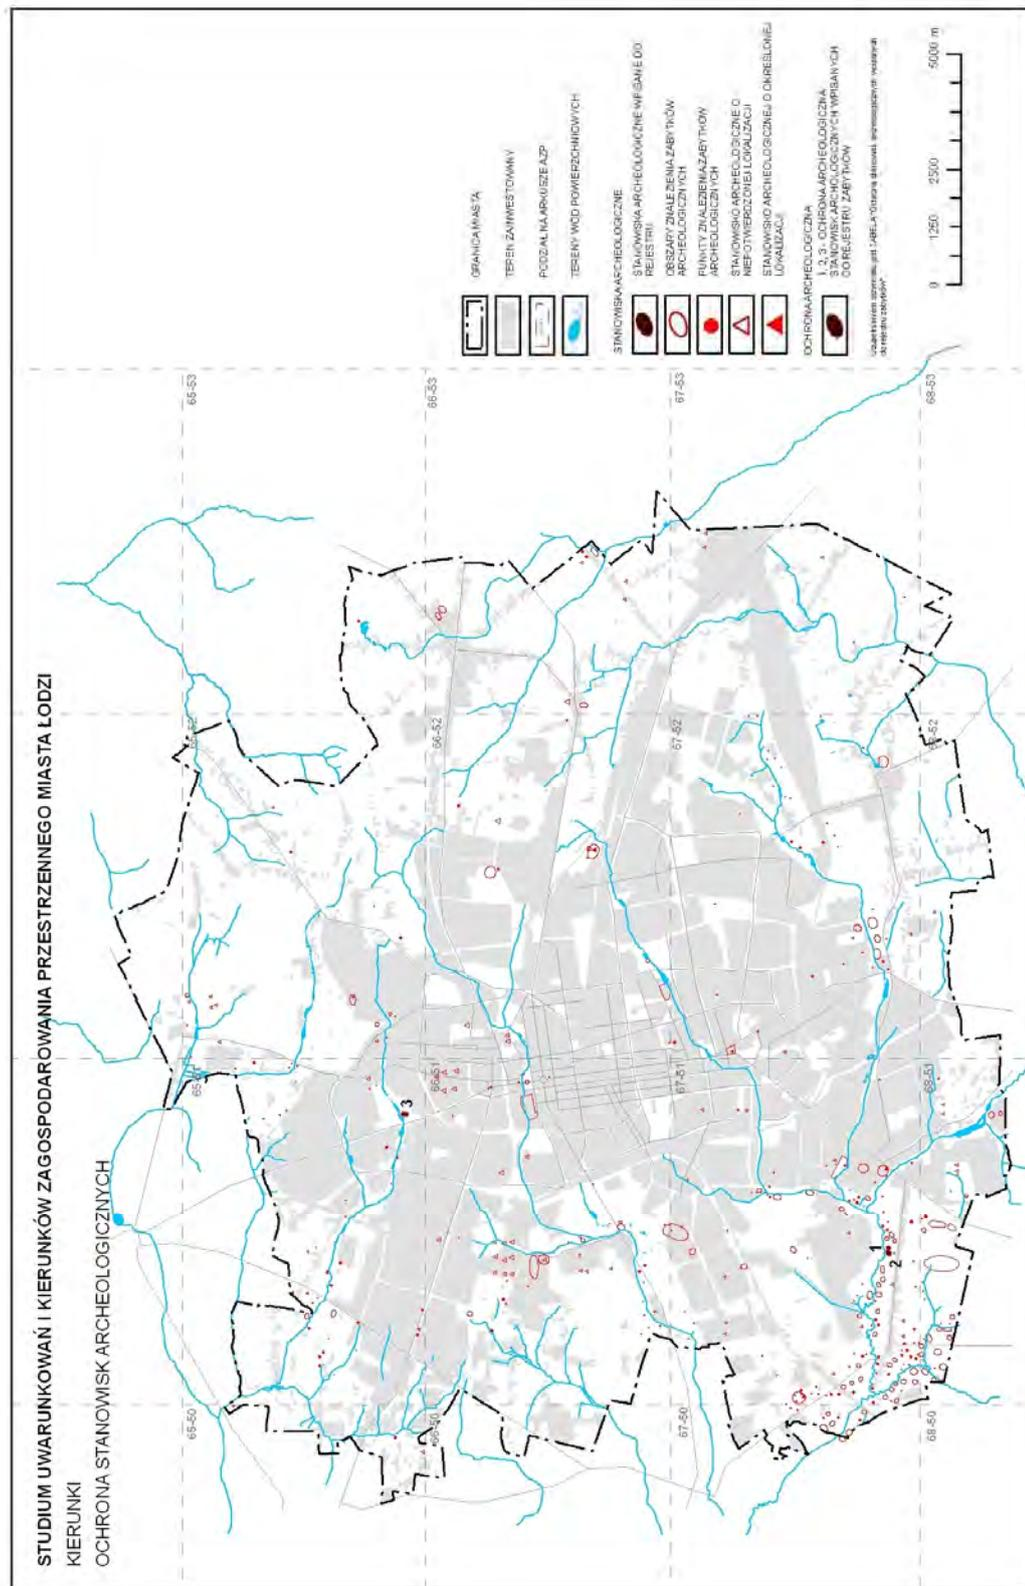 STUDIUM UWARUNKOWAŃ I KIERUNKÓW ZAGOSPODAROWANIA PRZESTRZENNEGO MIASTA ŁODZI
KIERUNKI
OCHRONA STANOWISK ARCHEOLOGICZNYCH
65-50
65-51
65-52
65-53
66-50
66-51
66-52
66-53
67-50
67-51
67-52
67-53
68-50
68-51
68-52
68-53
3
1
2
GRANICA MIASTA
TEREN ZAINWESTOWANY
PODZIAŁ NA ARKUSZE AZP
TERENY WÓD POWIERZCHNIOWYCH
STANOWISKA ARCHEOLOGICZNE
STANOWISKA ARCHEOLOGICZNE WPISANE DO
REJESTRU
OBSZARY ZNALEZIENIA ZABYTKÓW
ARCHEOLOGICZNYCH
PUNKTY ZNALEZIENIA ZABYTKÓW
ARCHEOLOGICZNYCH
STANOWISKO ARCHEOLOGICZNE O
NIEPOTWIERDZONEJ LOKALIZACJI
STANOWISKO ARCHEOLOGICZNEJ O OKREŚLONEJ
LOKALIZACJI
OCHRONA ARCHEOLOGICZNA
1, 2, 3 - OCHRONA ARCHEOLOGICZNA
STANOWISK ARCHOLOGICZNYCH WPISANYCH
DO REJESTRU ZABYTKÓW
do rejestru zabytków"
0 1250 2500 5000 m